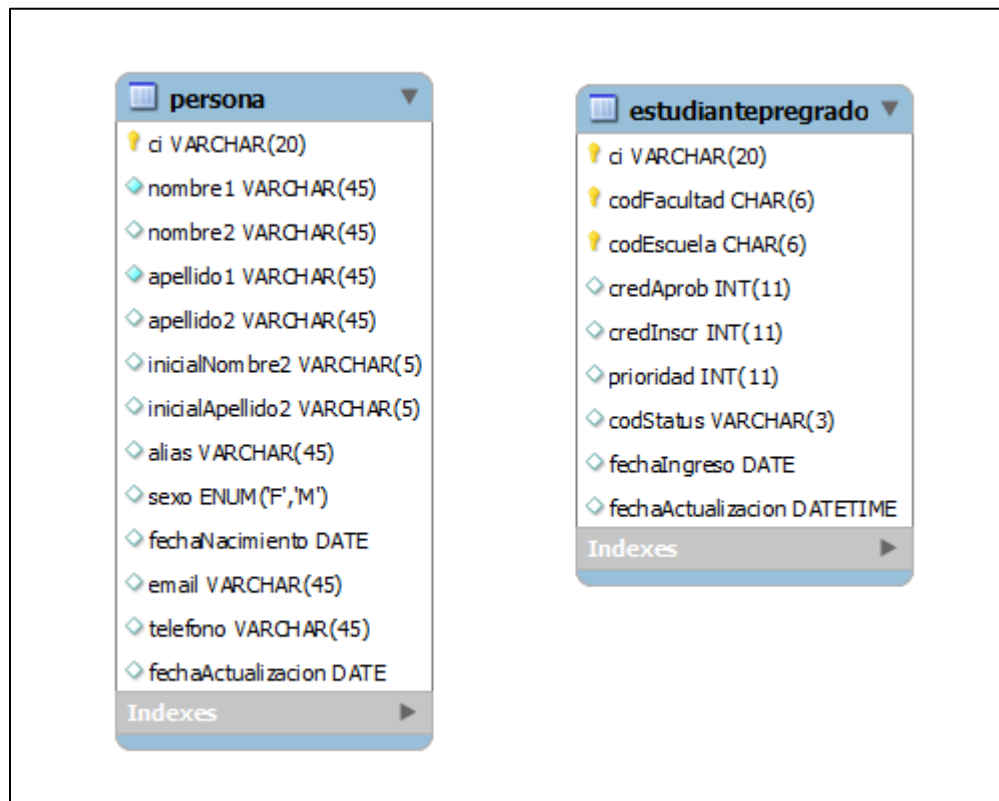 persona
ci VARCHAR(20)
nombre1 VARCHAR(45)
nombre2 VARCHAR(45)
apellido1 VARCHAR(45)
apellido2 VARCHAR(45)
inicialNombre2 VARCHAR(5)
inicialApellido2 VARCHAR(5)
alias VARCHAR(45)
sexo ENUM('F','M')
fechaNacimiento DATE
email VARCHAR(45)
telefono VARCHAR(45)
fechaActualizacion DATE
Indexes
estudiantepregrado
ci VARCHAR(20)
codFacultad CHAR(6)
codEscuela CHAR(6)
credAprob INT(11)
credInscr INT(11)
prioridad INT(11)
codStatus VARCHAR(3)
fechaIngreso DATE
fechaActualizacion DATETIME
Indexes